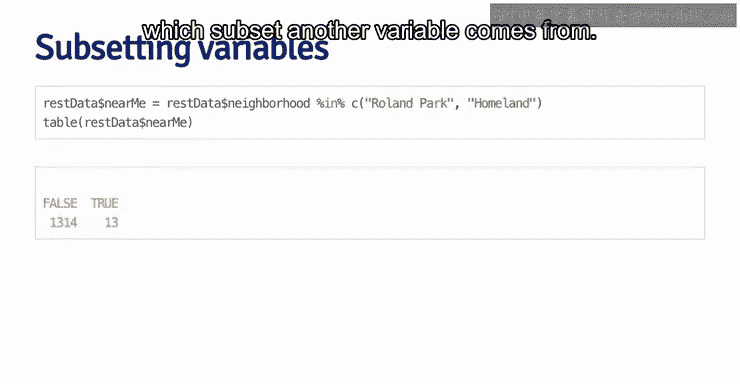 which subset another variable comes from.
Subsetting variables
restData$nearMe = restData$neighborhood %in% c("Roland Park", "Homeland")
table(restData$nearMe)
FALSE TRUE
1314 13